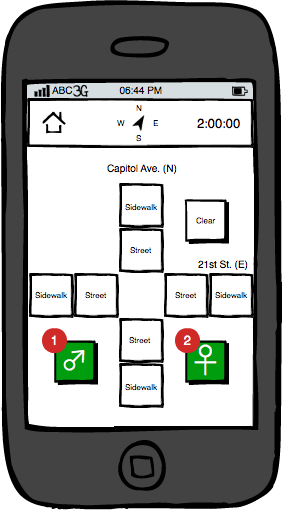 ABC 3G 06:44 PM
N
W E
S
2:00:00
Capitol Ave. (N)
Sidewalk
Clear
Street
21st St. (E)
Sidewalk Street Street Sidewalk
1 2
Street
Sidewalk